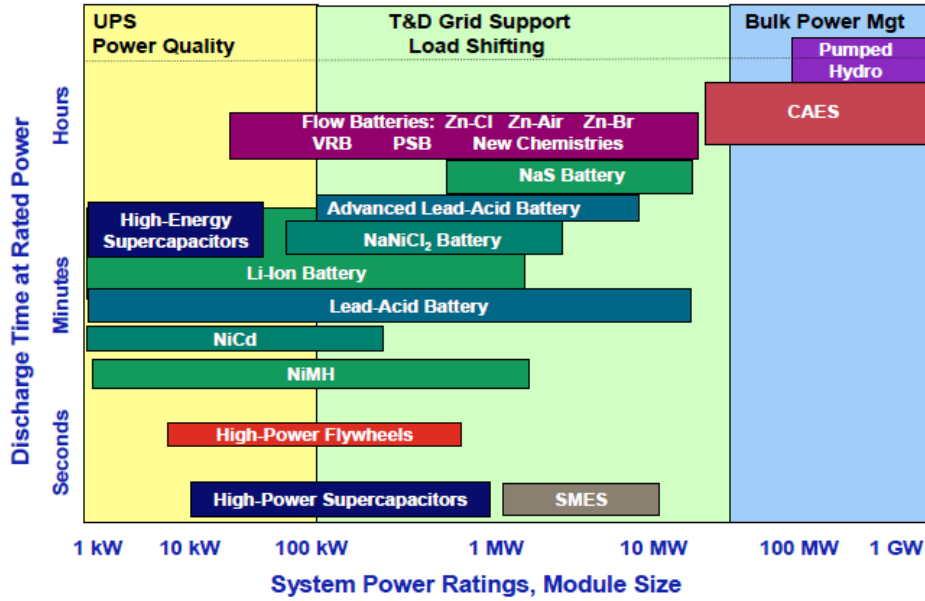 UPS
Power Quality
T&D Grid Support
Load Shifting
Bulk Power Mgt
Pumped
Hydro
CAES
Flow Batteries: Zn-Cl Zn-Air Zn-Br
VRB PSB New Chemistries
NaS Battery
Advanced Lead-Acid Battery
High-Energy
Supercapacitors
NaNiCl₂ Battery
Li-Ion Battery
Lead-Acid Battery
NiCd
NiMH
High-Power Flywheels
High-Power Supercapacitors
SMES
Discharge Time at Rated Power
Hours
Minutes
Seconds
1 kW 10 kW 100 kW 1 MW 10 MW 100 MW 1 GW
System Power Ratings, Module Size